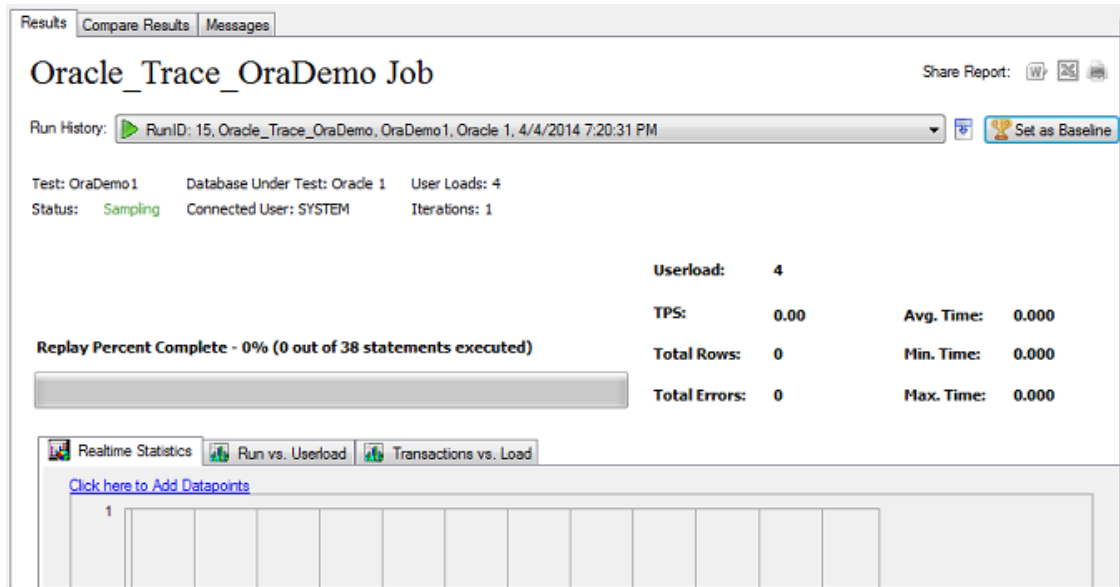 Results Compare Results Messages
Oracle_Trace_OraDemo Job
Share Report:
Run History: RunID: 15, Oracle_Trace_OraDemo, OraDemo1, Oracle 1, 4/4/2014 7:20:31 PM Set as Baseline
Test: OraDemo1 Database Under Test: Oracle 1 User Loads: 4
Status: Sampling Connected User: SYSTEM Iterations: 1
Userload: 4
TPS: 0.00 Avg. Time: 0.000
Replay Percent Complete - 0% (0 out of 38 statements executed)
Total Rows: 0 Min. Time: 0.000
Total Errors: 0 Max. Time: 0.000
Realtime Statistics Run vs. Userload Transactions vs. Load
Click here to Add Datapoints
1